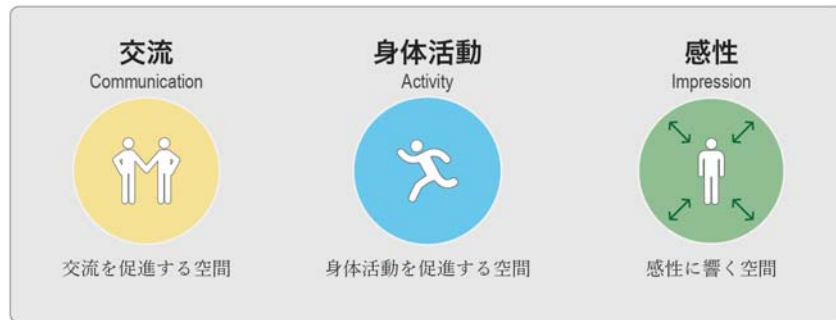 交流
Communication
交流を促進する空間
身体活動
Activity
身体活動を促進する空間
感性
Impression
感性に響く空間